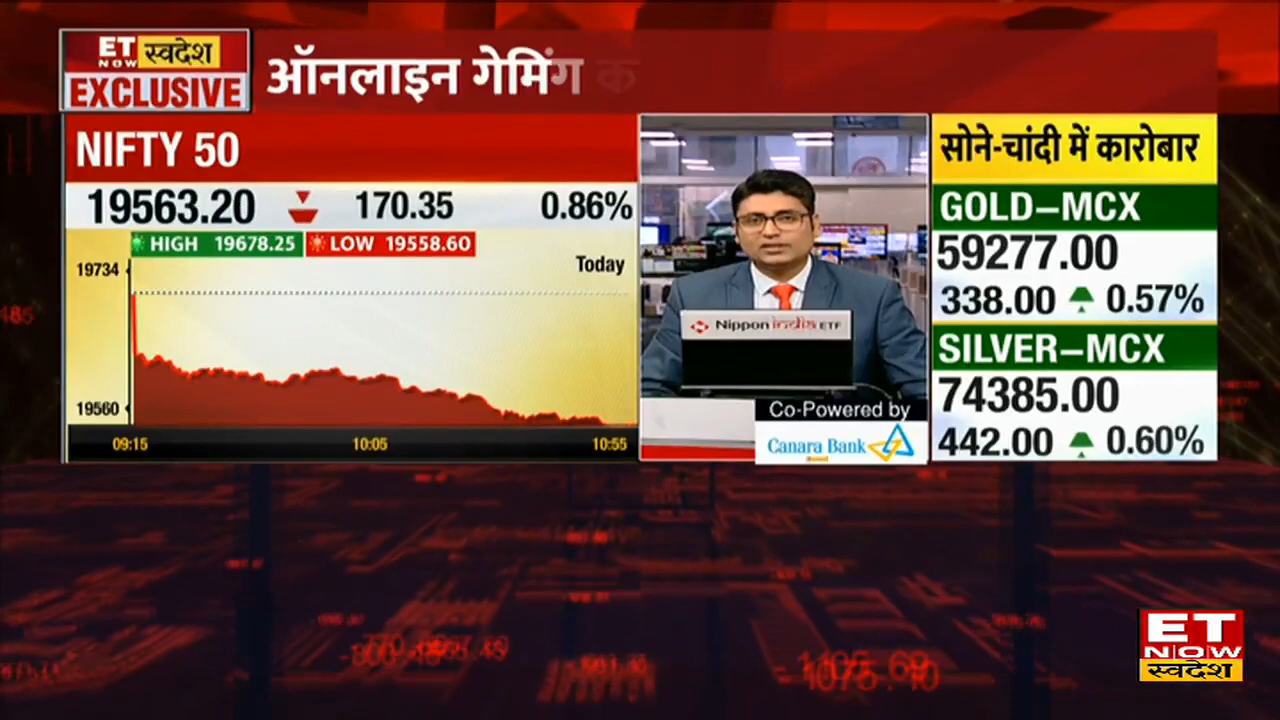 ET NOW स्वदेश
EXCLUSIVE
ऑनलाइन गेमिंग क
NIFTY 50
19563.20 170.35 0.86%
HIGH 19678.25 LOW 19558.60
Today
19734
19560
09:15 10:05 10:55
Nippon india ETF
Co-Powered by
Canara Bank
सोने-चांदी में कारोबार
GOLD-MCX
59277.00
338.00 0.57%
SILVER-MCX
74385.00
442.00 0.60%
ET
NOW
स्वदेश